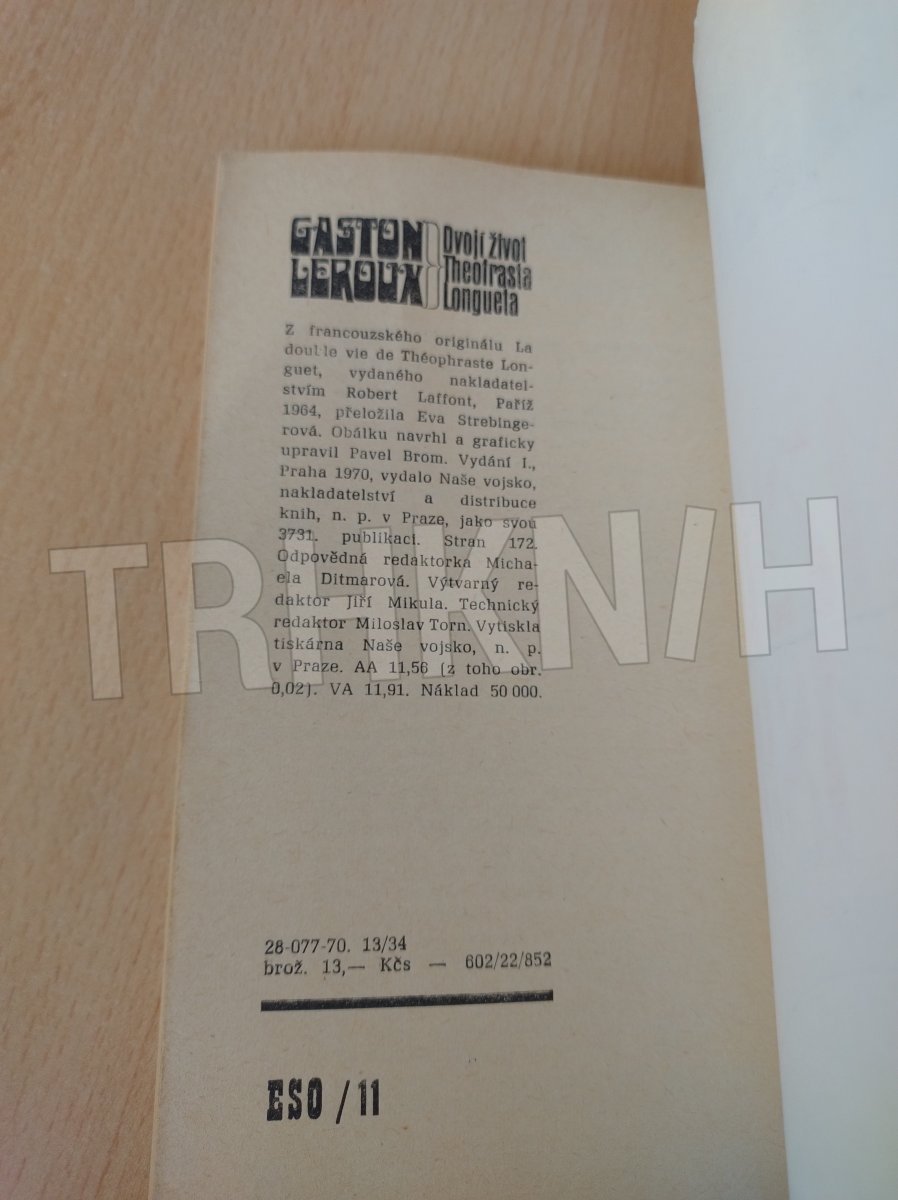 GASTON
LEROUX
Dvojí život
Theofrasta
Longueta
Z francouzského originálu La
doulle vie de Théophraste Lon-
guet, vydaného nakladatel-
stvím Robert Laffont, Paříž
1964, přeložila Eva Strebinge-
rová. Obálku navrhl a graficky
upravil Pavel Brom. Vydání I.,
Praha 1970, vydalo Naše vojsko,
nakladatelství a distribuce
knih, n. p. v Praze, jako svou
3731. publikaci. Stran 172.
Odpovědná redaktorka Micha-
ela Ditmarová. Výtvarný re-
daktor Jiří Mikula. Technický
redaktor Miloslav Torn. Vytiskla
tiskárna Naše vojsko, n. p.
v Praze. AA 11,56 (z toho obr.
0,02). VA 11,91. Náklad 50 000.
TRHKNIH
28-077-70. 13/34
brož. 13,— Kčs — 602/22/852
ESO / 11